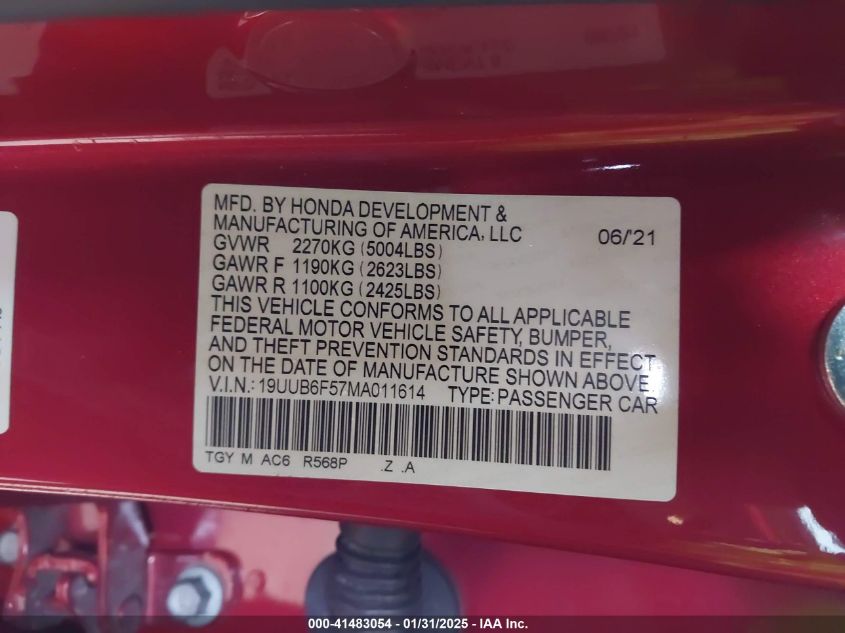 MFD. BY HONDA DEVELOPMENT &
MANUFACTURING OF AMERICA, LLC 06/'21
GVWR 2270KG (5004LBS)
GAWR F 1190KG (2623LBS)
GAWR R 1100KG (2425LBS)
THIS VEHICLE CONFORMS TO ALL APPLICABLE
FEDERAL MOTOR VEHICLE SAFETY, BUMPER,
AND THEFT PREVENTION STANDARDS IN EFFECT
ON THE DATE OF MANUFACTURE SHOWN ABOVE.
V.I.N.: 19UUB6F57MA011614 TYPE: PASSENGER CAR
TGY M AC6 R568P .Z .A
000-41483054 - 01/31/2025 - IAA Inc.